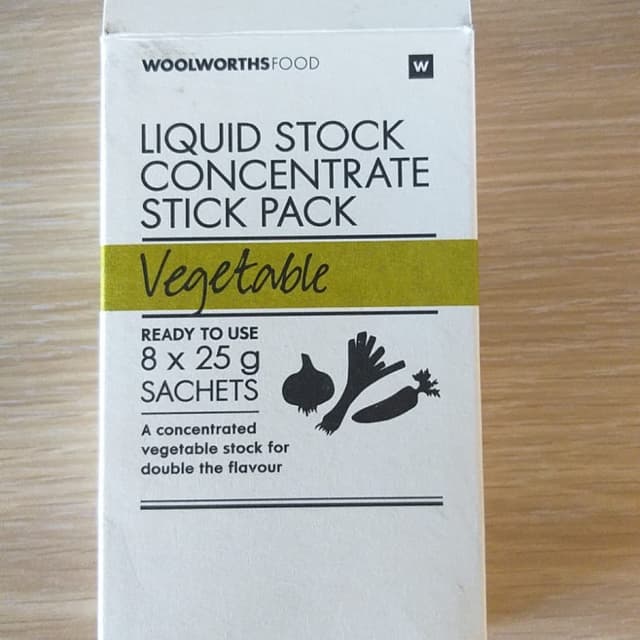 WOOLWORTHSFOOD
W
LIQUID STOCK
CONCENTRATE
STICK PACK
Vegetable
READY TO USE
8 x 25 g
SACHETS
A concentrated
vegetable stock for
double the flavour